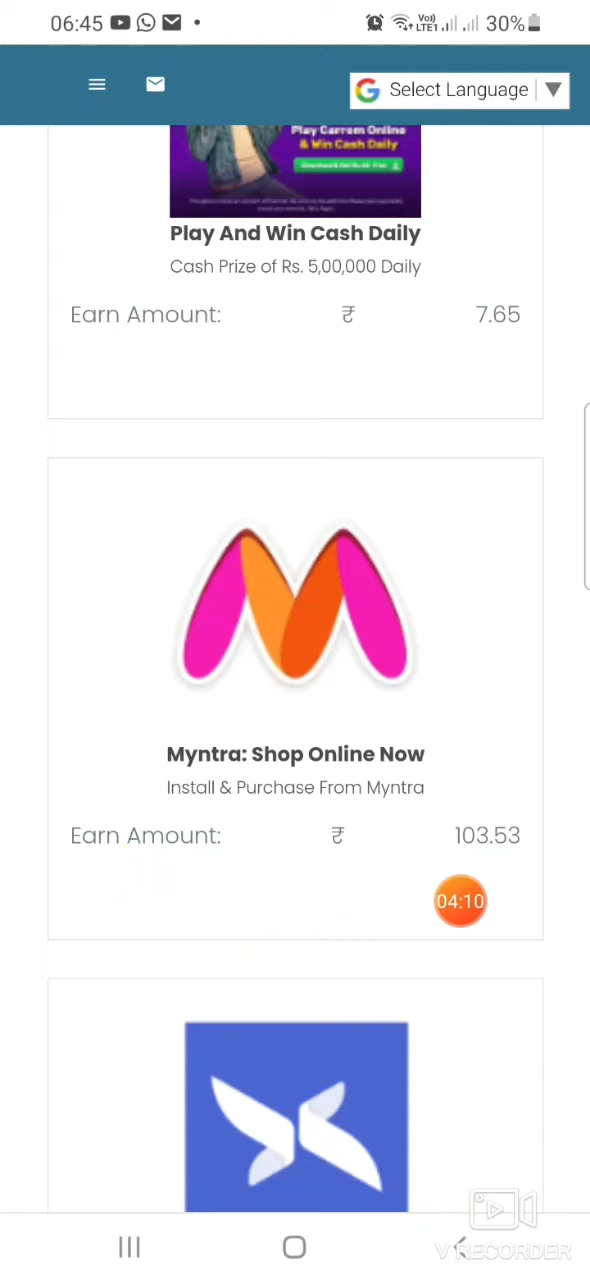 06:45
Vo))
LTE1
30%
Select Language
Play Carrom Online
& Win Cash Daily
Play And Win Cash Daily
Cash Prize of Rs. 5,00,000 Daily
Earn Amount: ₹ 7.65
Myntra: Shop Online Now
Install & Purchase From Myntra
Earn Amount: ₹ 103.53
04:10
V RECORDER